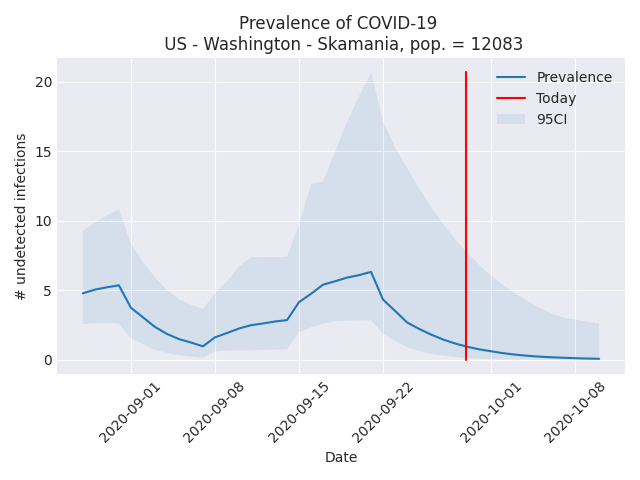 Prevalence of COVID-19
US - Washington - Skamania, pop. = 12083
# undetected infections
20
15
10
5
0
Prevalence
Today
95CI
2020-09-01
2020-09-08
2020-09-15
2020-09-22
2020-10-01
2020-10-08
Date